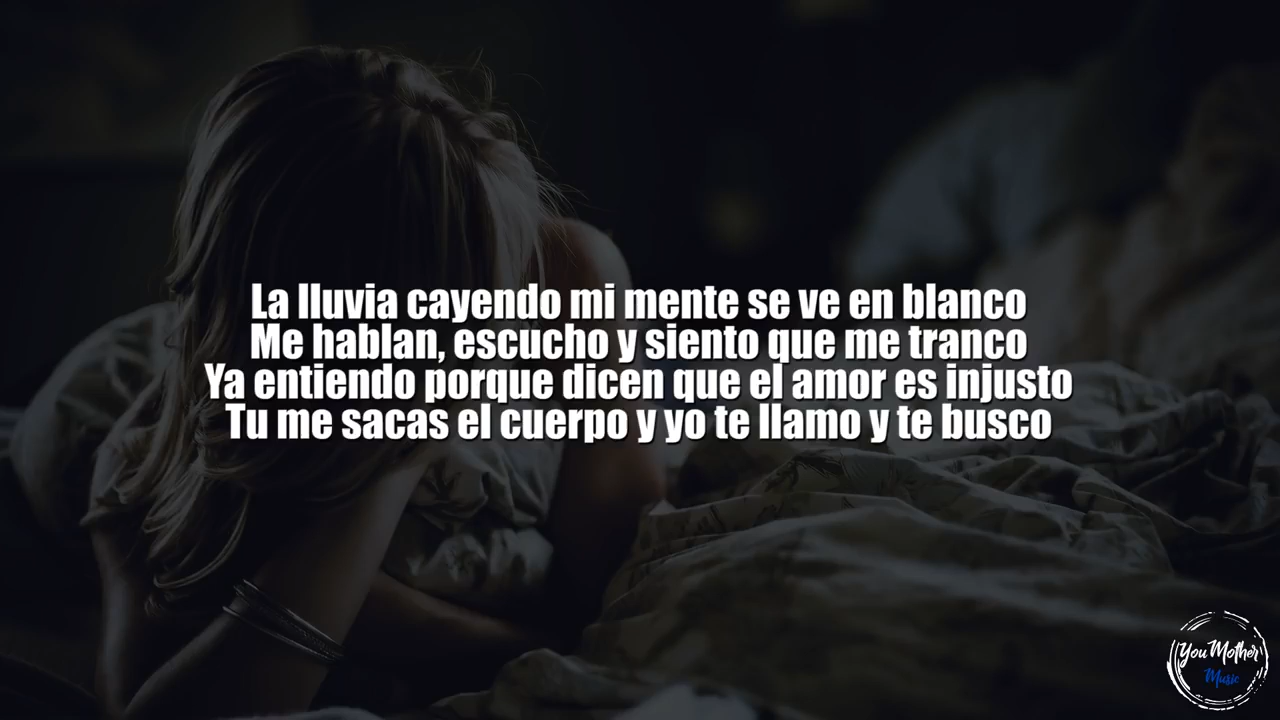 La lluvia cayendo mi mente se ve en blanco
Me hablan, escucho y siento que me tranco
Ya entiendo porque dicen que el amor es injusto
Tu me sacas el cuerpo y yo te llamo y te busco
You Mother
Music